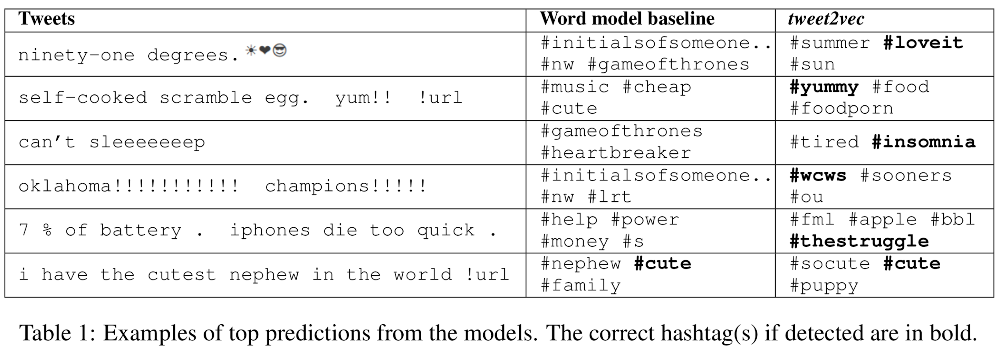 Tweets Word model baseline tweet2vec
ninety-one degrees.☀❤😎 #initialsofsomeone.. #nw #gameofthrones #summer #loveit #sun
self-cooked scramble egg. yum!! !url #music #cheap #cute #yummy #food #foodporn
can't sleeeeeeeep #gameofthrones #heartbreaker #tired #insomnia
oklahoma!!!!!!!!!!! champions!!!!! #initialsofsomeone.. #nw #lrt #wcws #sooners #ou
7 % of battery . iphones die too quick . #help #power #money #s #fml #apple #bbl #thestruggle
i have the cutest nephew in the world !url #nephew #cute #family #socute #cute #puppy
Table 1: Examples of top predictions from the models. The correct hashtag(s) if detected are in bold.